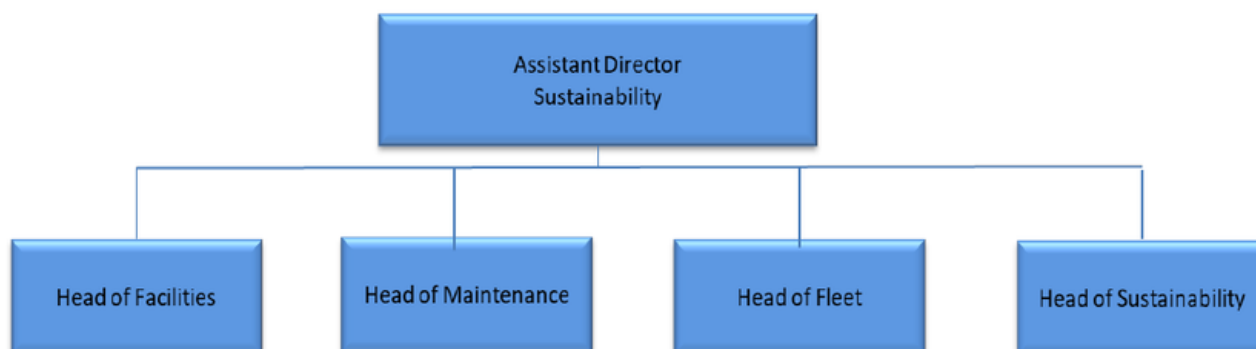 Assistant Director
Sustainability
Head of Facilities
Head of Maintenance
Head of Fleet
Head of Sustainability